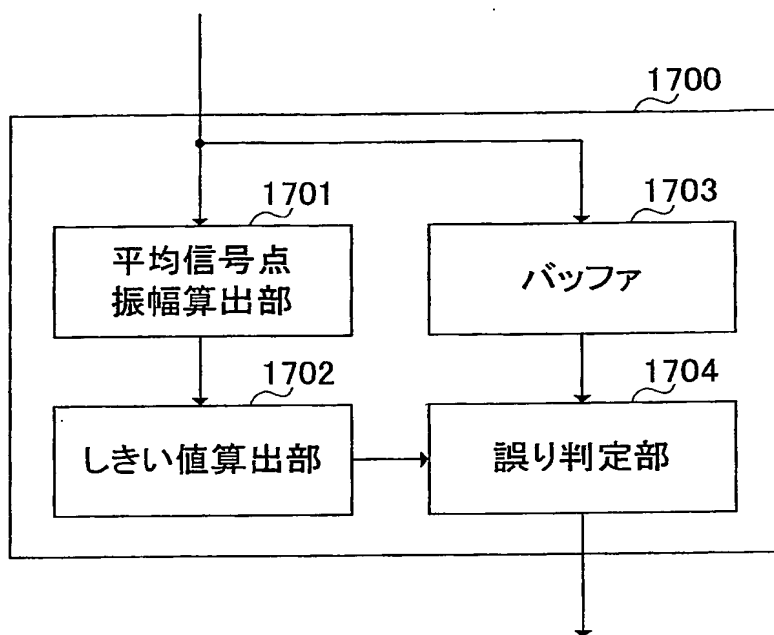 1700
1701
平均信号点
振幅算出部
1703
バッファ
1702
しきい値算出部
1704
誤り判定部